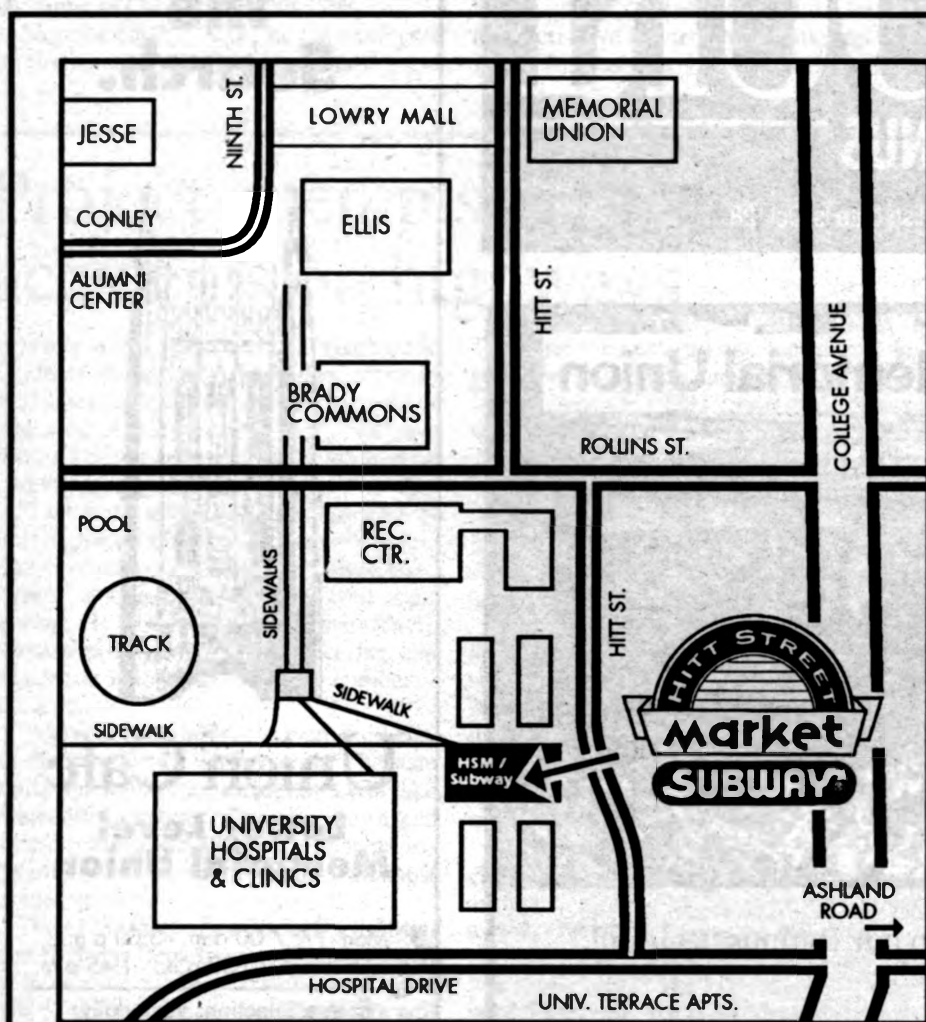 JESSE
NINTH ST.
LOWRY MALL
MEMORIAL
UNION
CONLEY
ELLIS
ALUMNI
CENTER
HITT ST.
COLLEGE AVENUE
BRADY
COMMONS
ROLLINS ST.
POOL
SIDEWALKS
REC.
CTR.
HITT ST.
TRACK
SIDEWALK
SIDEWALK
HITT STREET
Market
SUBWAY
HSM /
Subway
UNIVERSITY
HOSPITALS
& CLINICS
ASHLAND
ROAD
HOSPITAL DRIVE
UNIV. TERRACE APTS.